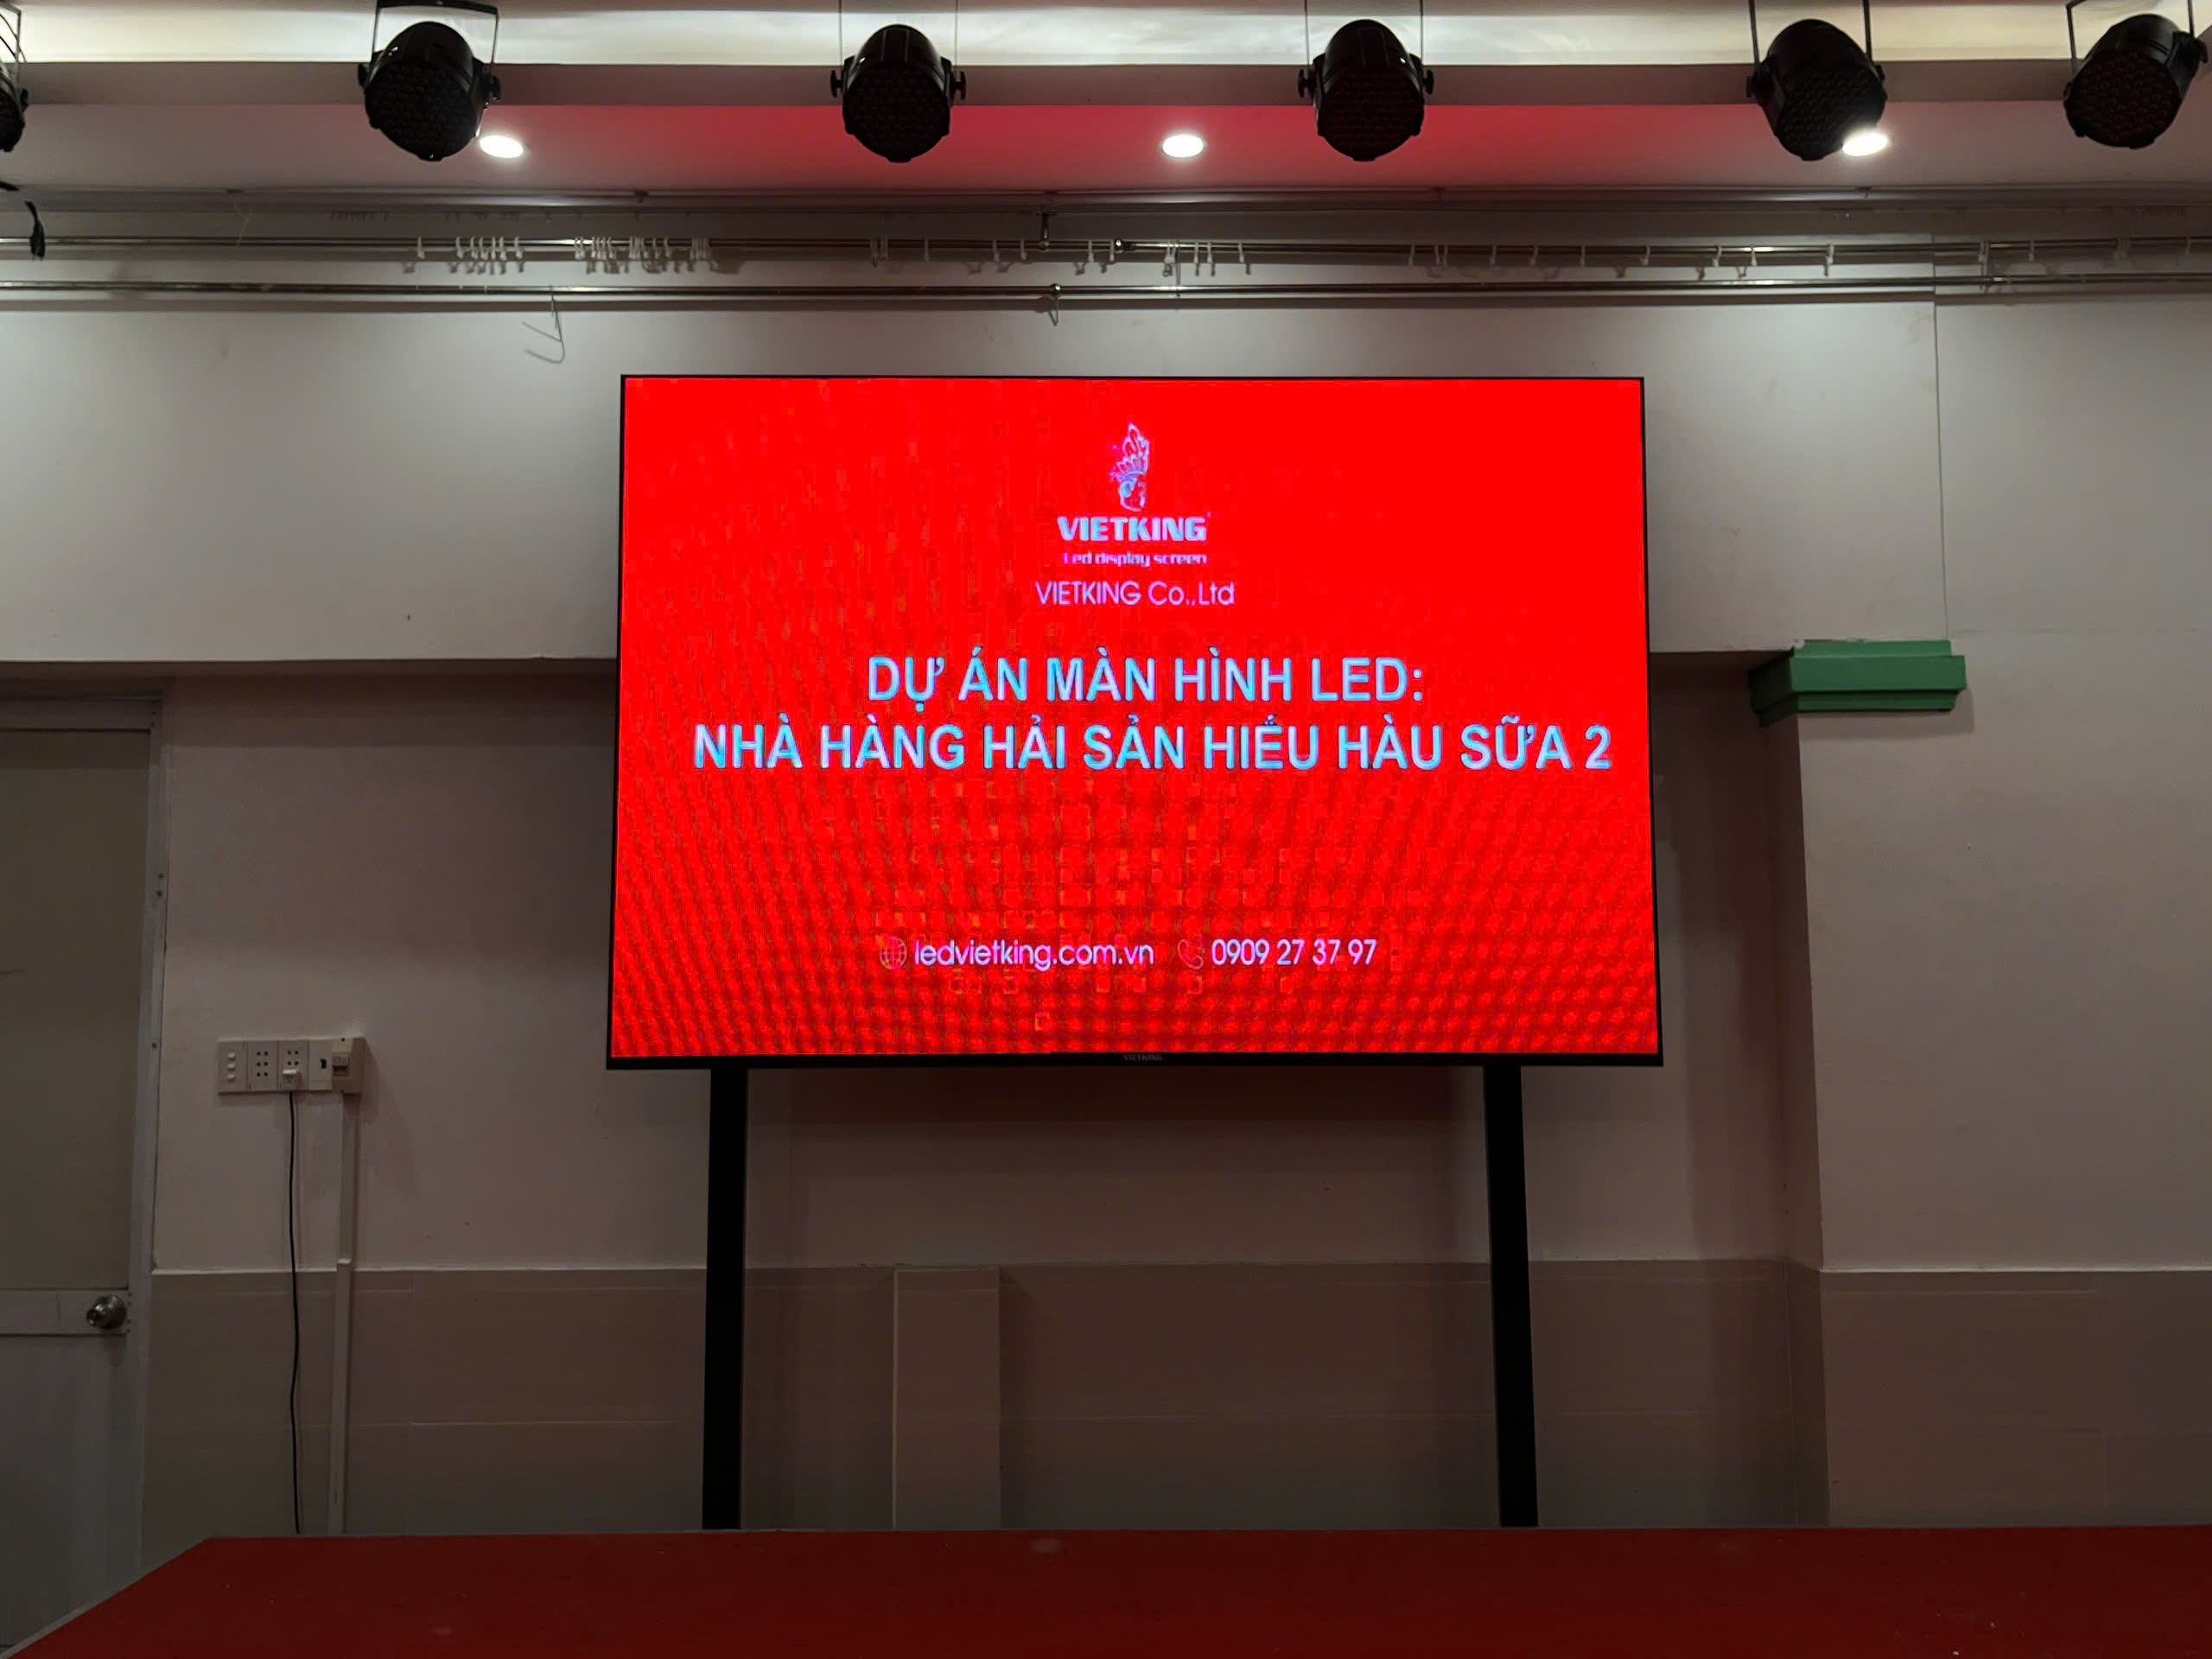 VIETKING
Led display screen
VIETKING Co.,Ltd
DỰ ÁN MÀN HÌNH LED:
NHÀ HÀNG HẢI SẢN HIẾU HÀU SỮA 2
ledvietking.com.vn 0909 27 37 97
VIETKING